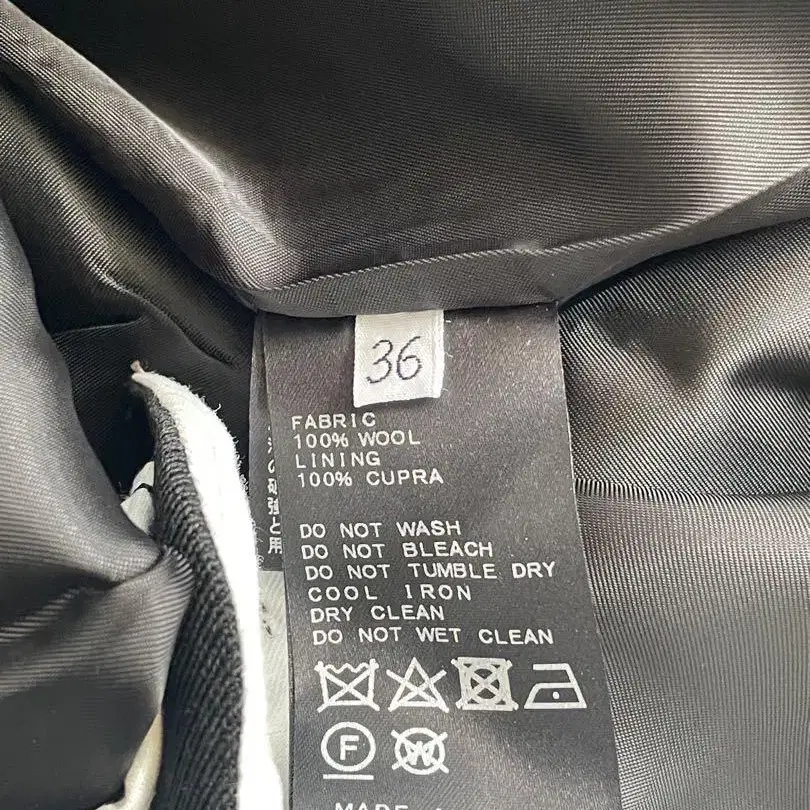 36
FABRIC
100% WOOL
LINING
100% CUPRA
DO NOT WASH
DO NOT BLEACH
DO NOT TUMBLE DRY
COOL IRON
DRY CLEAN
DO NOT WET CLEAN
F
W
MADE